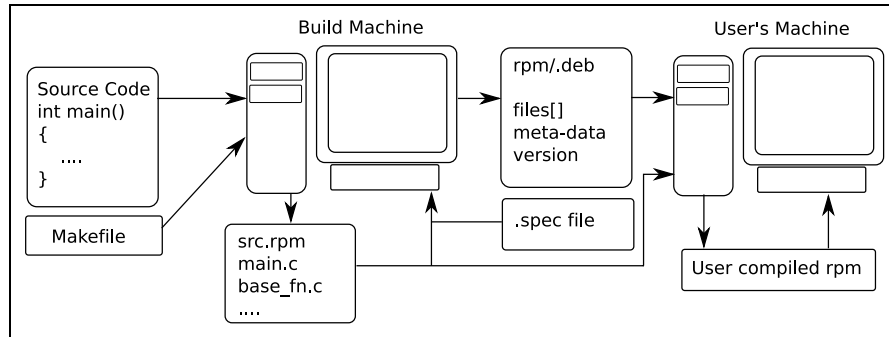 Build Machine
User's Machine
Source Code
int main()
{
....
}
Makefile
src.rpm
main.c
base_fn.c
....
rpm/.deb
files[]
meta-data
version
.spec file
User compiled rpm